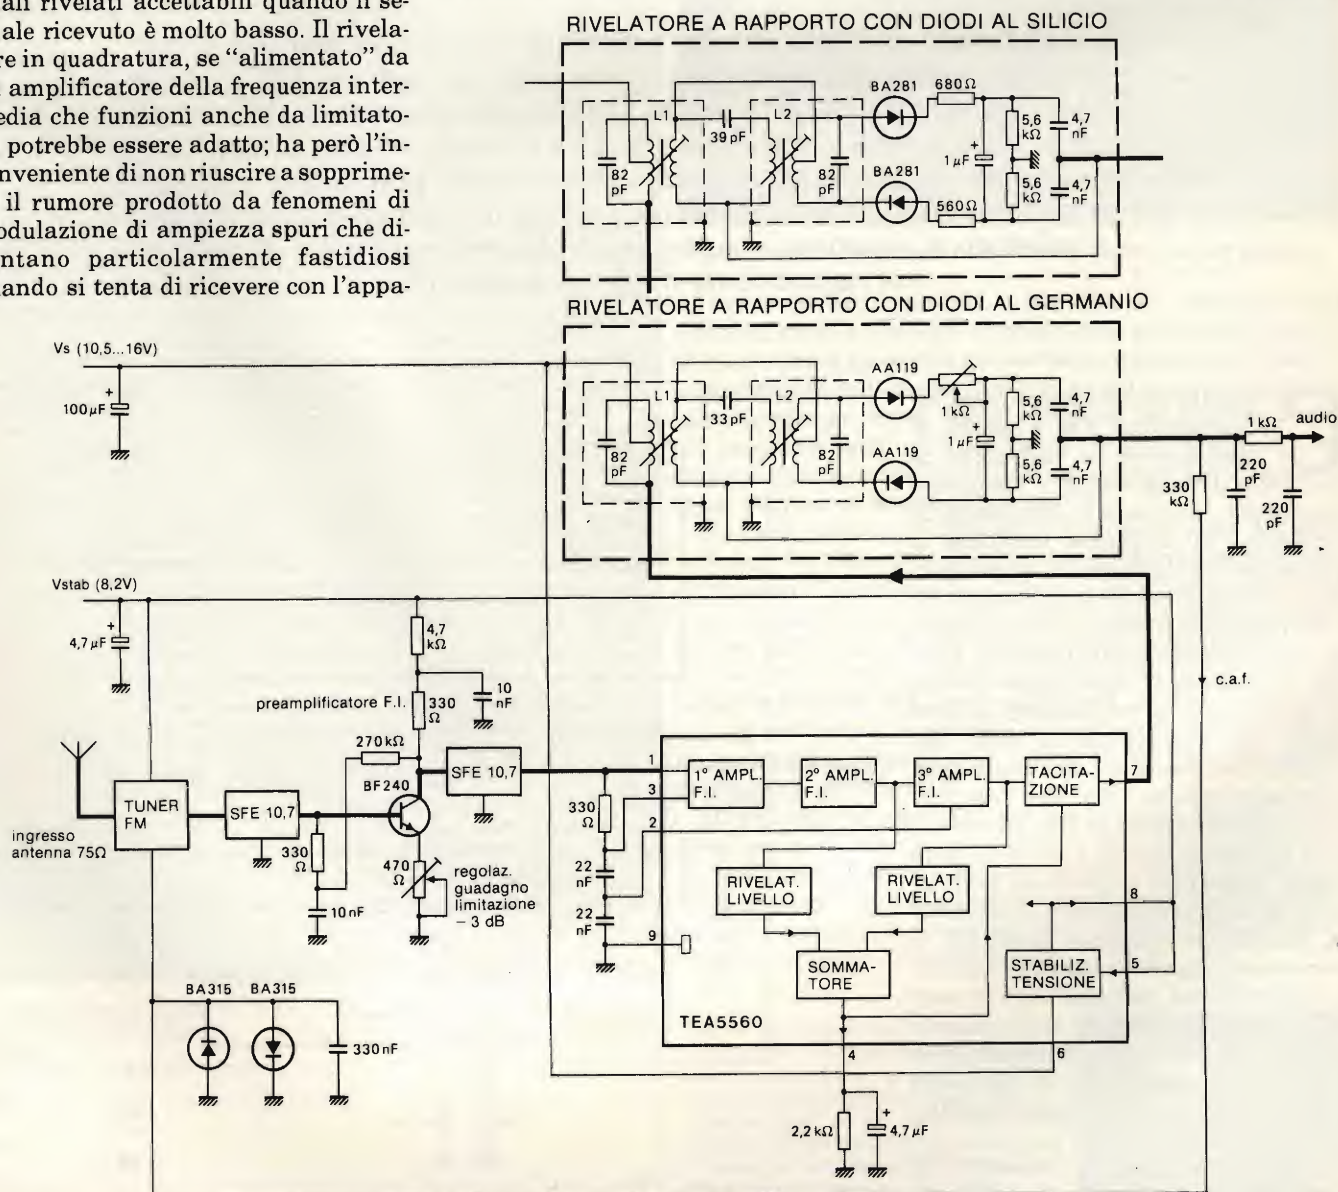 ali rivelati accettabili quando il se-
ale ricevuto è molto basso. Il rivela-
re in quadratura, se “alimentato” da
amplificatore della frequenza inter-
edia che funzioni anche da limitato-
potrebbe essere adatto; ha però l'in-
nveniente di non riuscire a sopprime-
il rumore prodotto da fenomeni di
odulazione di ampiezza spuri che di-
ntano particolarmente fastidiosi
ando si tenta di ricevere con l'appa-
RIVELATORE A RAPPORTO CON DIODI AL SILICIO
L1
39 pF
L2
82 pF
82 pF
BA281
680Ω
BA281
560Ω
+
1 µF
5,6 kΩ
5,6 kΩ
4,7 nF
4,7 nF
RIVELATORE A RAPPORTO CON DIODI AL GERMANIO
L1
33 pF
L2
82 pF
82 pF
AA119
1 kΩ
AA119
+
1 µF
5,6 kΩ
5,6 kΩ
4,7 nF
4,7 nF
1 kΩ
audio
330 kΩ
220 pF
220 pF
c.a.f.
Vs (10,5...16V)
+
100 µF
Vstab (8,2V)
+
4,7 µF
4,7 kΩ
10 nF
preamplificatore F.I.
330 Ω
270 kΩ
BF240
SFE 10,7
TUNER FM
SFE 10,7
ingresso
antenna 75Ω
330 Ω
10 nF
470 Ω
regolaz.
guadagno
limitazione
– 3 dB
330 Ω
22 nF
22 nF
1
3
2
9
1° AMPL. F.I.
2° AMPL. F.I.
3° AMPL. F.I.
TACITA-
ZIONE
7
RIVELAT.
LIVELLO
RIVELAT.
LIVELLO
8
SOMMA-
TORE
STABILIZ.
TENSIONE
5
TEA5560
4
6
BA315
BA315
330 nF
2,2 kΩ
+
4,7 µF